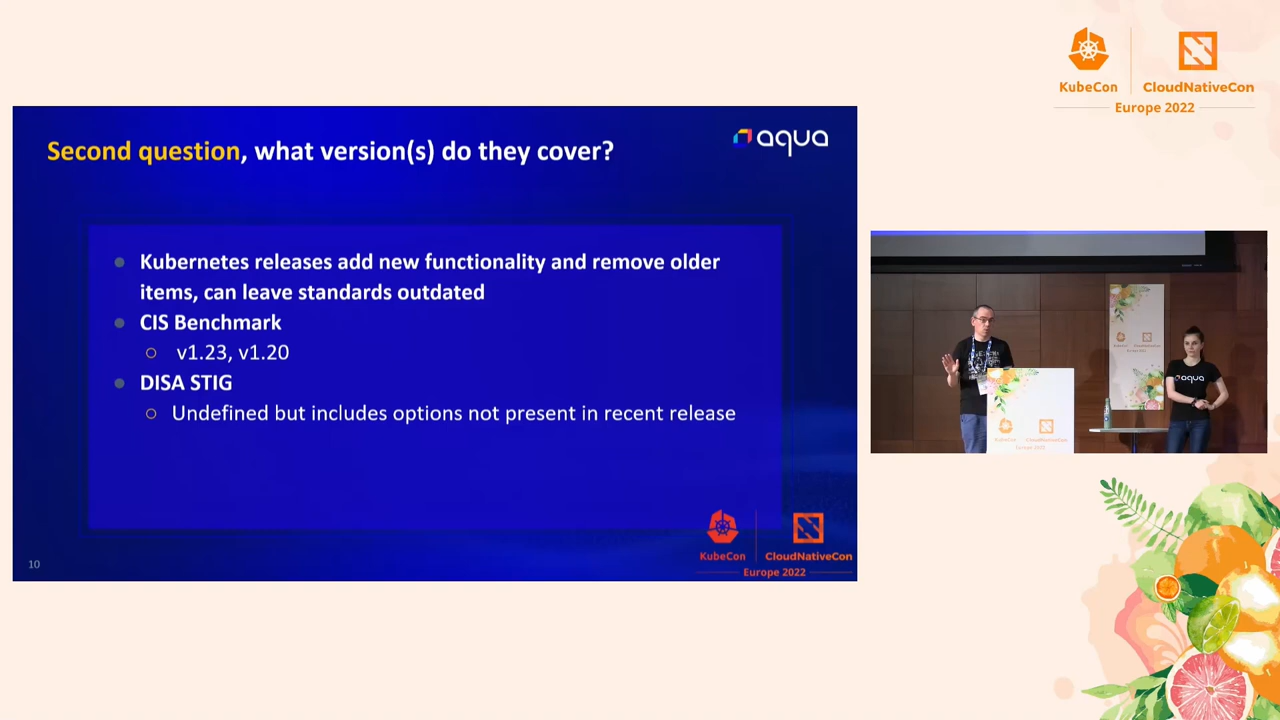 KubeCon
CloudNativeCon
Europe 2022
Second question, what version(s) do they cover?
aqua
Kubernetes releases add new functionality and remove older
items, can leave standards outdated
CIS Benchmark
v1.23, v1.20
DISA STIG
Undefined but includes options not present in recent release
10
KubeCon
CloudNativeCon
Europe 2022
aqua